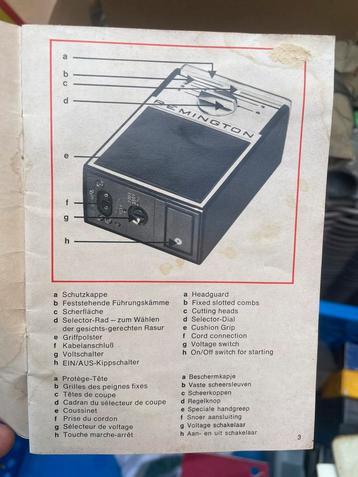 a
b
c
d
REMINGTON
e
f
g
h
a Schutzkappe
b Feststehende Führungskämme
c Scherfläche
d Selector-Rad – zum Wählen
der gesichts-gerechten Rasur
e Griffpolster
f Kabelanschluß
g Voltschalter
h EIN/AUS-Kippschalter
a Headguard
b Fixed slotted combs
c Cutting heads
d Selector-Dial
e Cushion Grip
f Cord connection
g Voltage switch
h On/Off switch for starting
a Protège-Tête
b Grilles des peignes fixes
c Têtes de coupe
d Cadran du sélecteur de coupe
e Coussinet
f Prise du cordon
g Sélecteur de voltage
h Touche marche-arrêt
a Beschermkapje
b Vaste scheersleuven
c Scheerkoppen
d Regelknop
e Speciale handgreep
f Snoer aansluiting
g Voltage schakelaar
h Aan- en uit schakelaar
3